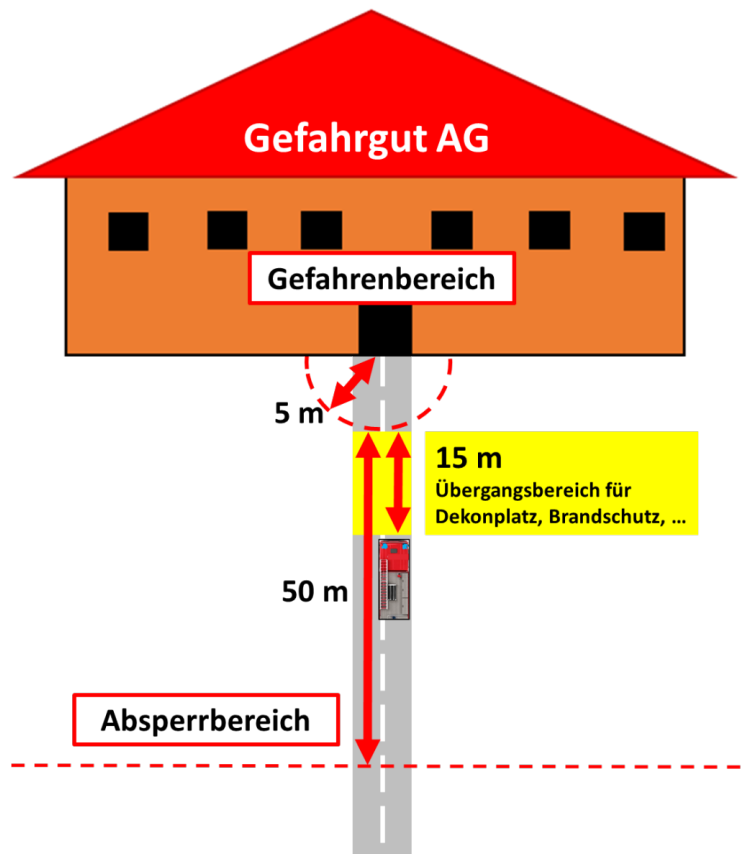 Gefahrgut AG
Gefahrenbereich
5 m
15 m
Übergangsbereich für
Dekonplatz, Brandschutz, ...
50 m
Absperrbereich